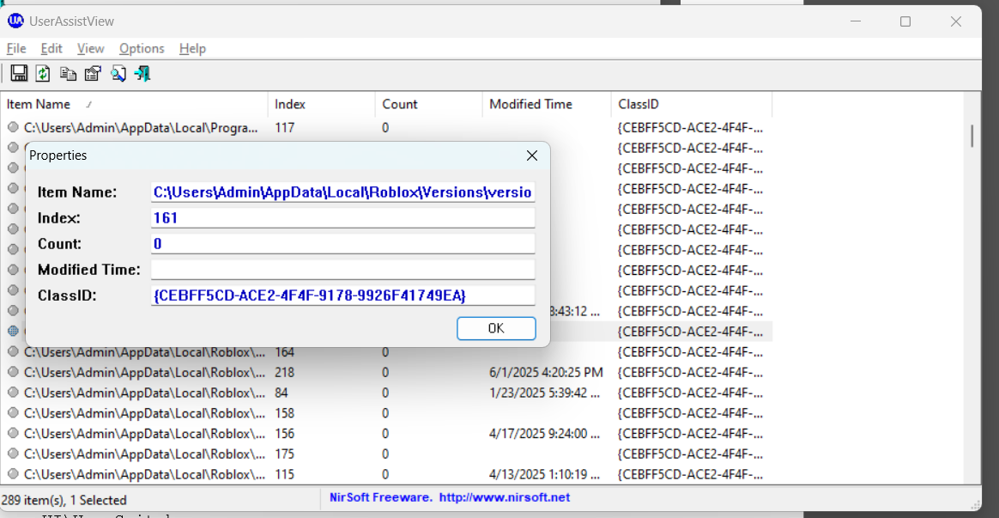 UserAssistView
File Edit View Options Help
Item Name Index Count Modified Time ClassID
C:\Users\Admin\AppData\Local\Progra... 117 0 {CEBFF5CD-ACE2-4F4F-...
{CEBFF5CD-ACE2-4F4F-...
Properties
{CEBFF5CD-ACE2-4F4F-...
Item Name: C:\Users\Admin\AppData\Local\Roblox\Versions\versio
{CEBFF5CD-ACE2-4F4F-...
Index: 161
{CEBFF5CD-ACE2-4F4F-...
{CEBFF5CD-ACE2-4F4F-...
Count: 0
{CEBFF5CD-ACE2-4F4F-...
Modified Time:
{CEBFF5CD-ACE2-4F4F-...
ClassID: {CEBFF5CD-ACE2-4F4F-9178-9926F41749EA}
{CEBFF5CD-ACE2-4F4F-...
8:43:12 ... {CEBFF5CD-ACE2-4F4F-...
OK
{CEBFF5CD-ACE2-4F4F-...
C:\Users\Admin\AppData\Local\Roblox\... 164 0 {CEBFF5CD-ACE2-4F4F-...
C:\Users\Admin\AppData\Local\Roblox\... 218 0 6/1/2025 4:20:25 PM {CEBFF5CD-ACE2-4F4F-...
C:\Users\Admin\AppData\Local\Roblox\... 84 0 1/23/2025 5:39:42 ... {CEBFF5CD-ACE2-4F4F-...
C:\Users\Admin\AppData\Local\Roblox\... 158 0 {CEBFF5CD-ACE2-4F4F-...
C:\Users\Admin\AppData\Local\Roblox\... 156 0 4/17/2025 9:24:00 ... {CEBFF5CD-ACE2-4F4F-...
C:\Users\Admin\AppData\Local\Roblox\... 175 0 {CEBFF5CD-ACE2-4F4F-...
C:\Users\Admin\AppData\Local\Roblox\... 115 0 4/13/2025 1:10:19 ... {CEBFF5CD-ACE2-4F4F-...
289 item(s), 1 Selected NirSoft Freeware. http://www.nirsoft.net